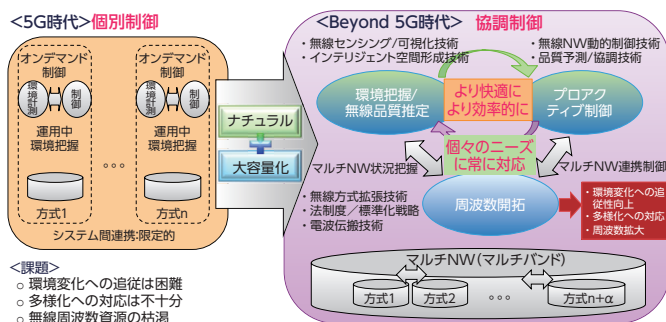 <5G時代>個別制御
オンデマンド
制御
環境計測
制御
運用中
環境把握
方式1
。。。
オンデマンド
制御
環境計測
制御
運用中
環境把握
方式n
システム間連携:限定的
<課題>
○ 環境変化への追従は困難
○ 多様化への対応は不十分
○ 無線周波数資源の枯渇
ナチュラル
大容量化
<Beyond 5G時代> 協調制御
・無線センシング/可視化技術
・インテリジェント空間形成技術
・無線NW動的制御技術
・品質予測/協調技術
環境把握/
無線品質推定
より快適に
より効率的に
プロアク
ティブ制御
個々のニーズ
に常に対応
マルチNW状況把握
マルチNW連携制御
・無線方式拡張技術
・法制度/標準化戦略
・電波伝搬技術
周波数開拓
・環境変化への追
従性向上
・多様化への対応
・周波数拡大
マルチNW(マルチバンド)
方式1
方式2
。。。
方式n+α